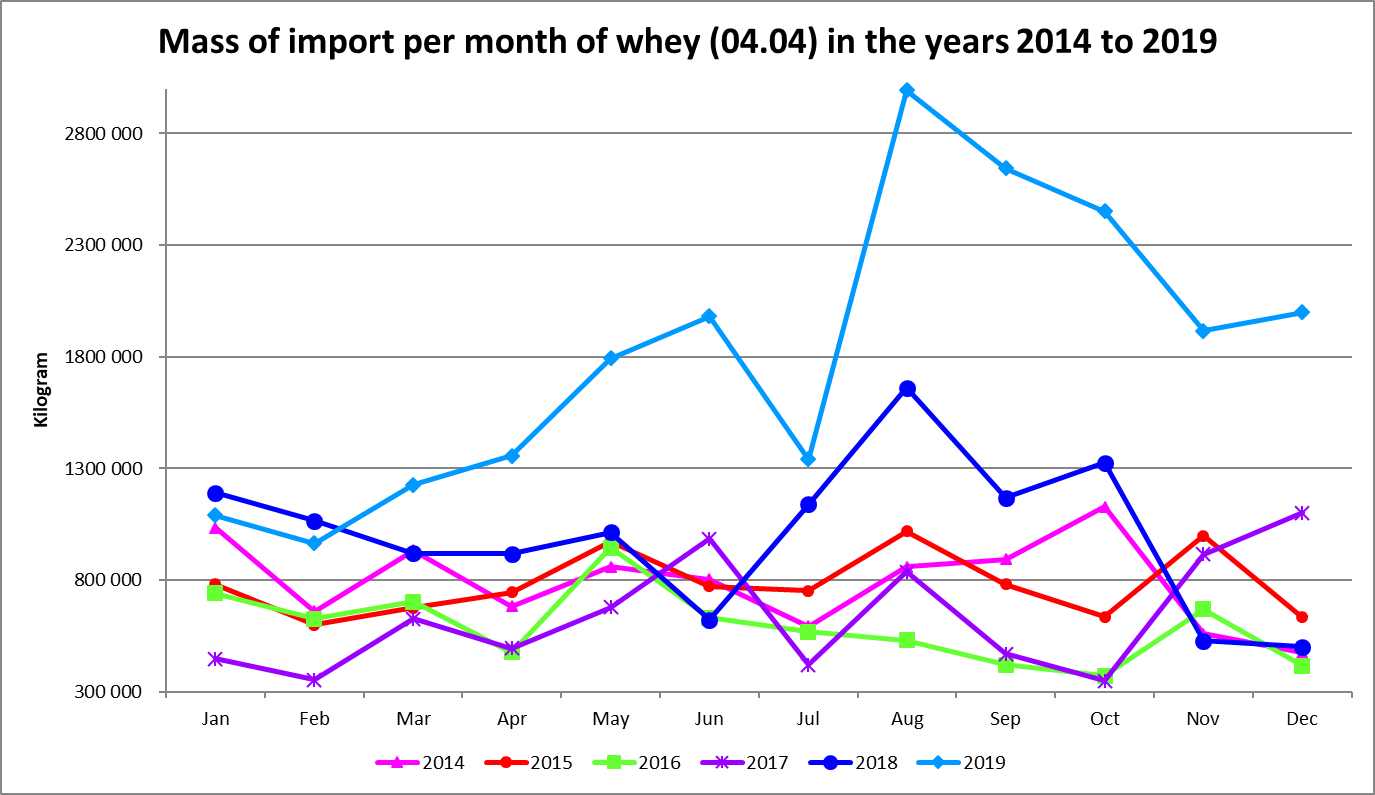 Mass of import per month of whey (04.04) in the years 2014 to 2019
2800 000
2300 000
1800 000
1300 000
800 000
300 000
Kilogram
Jan Feb Mar Apr May Jun Jul Aug Sep Oct Nov Dec
2014 2015 2016 2017 2018 2019